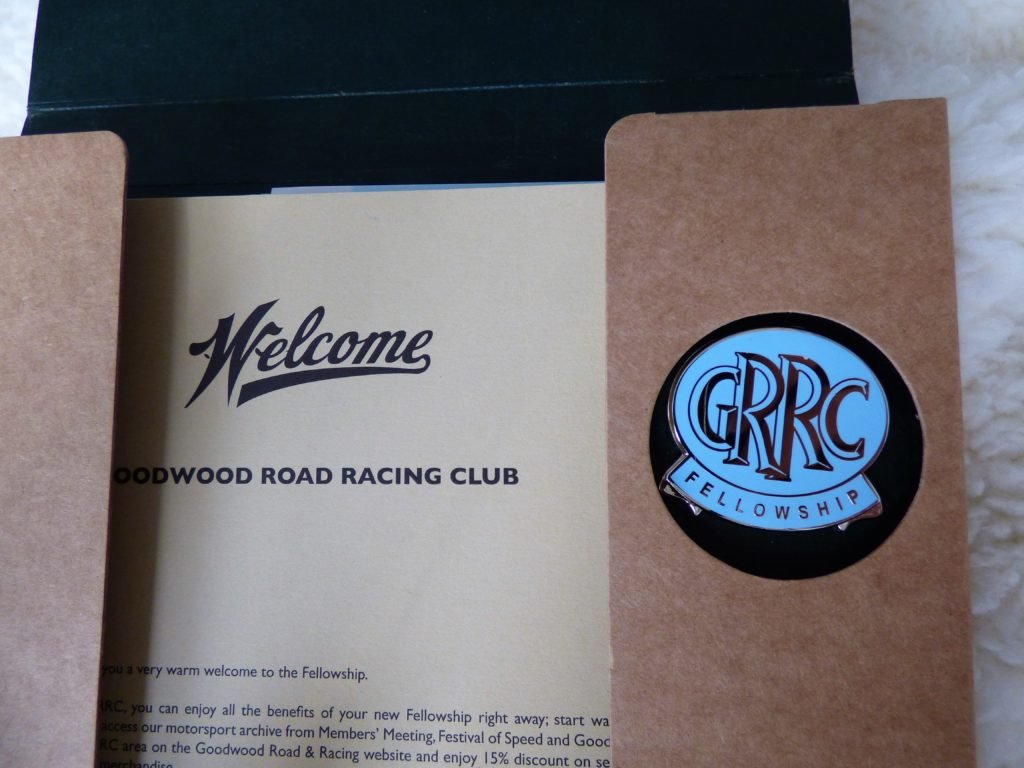 Welcome
OODWOOD ROAD RACING CLUB
GRRC
FELLOWSHIP
you a very warm welcome to the Fellowship.
RRC, you can enjoy all the benefits of your new Fellowship right away; start wa
access our motorsport archive from Members' Meeting, Festival of Speed and Good
RC area on the Goodwood Road & Racing website and enjoy 15% discount on se
merchandise.